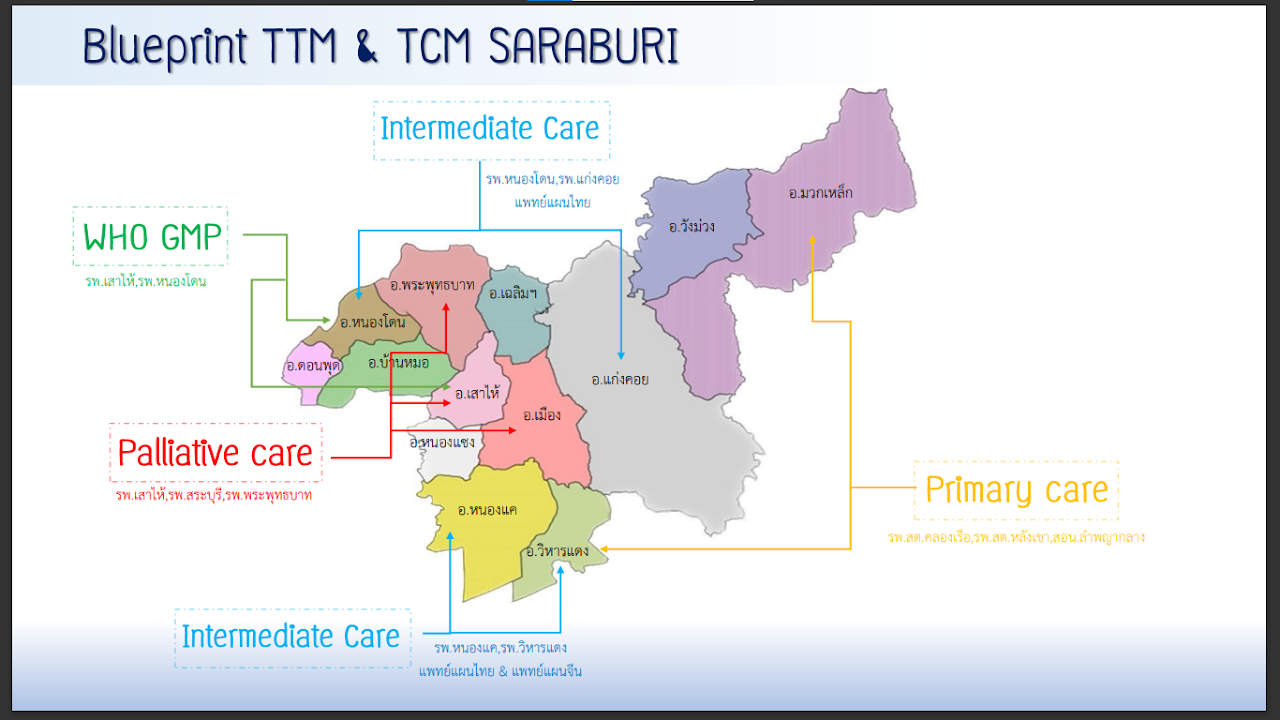 Blueprint TTM & TCM SARABURI
Intermediate Care
รพ.หนองโดน,รพ.แก่งคอย
แพทย์แผนไทย
อ.มวกเหล็ก
อ.วังม่วง
WHO GMP
รพ.เสาไห้,รพ.หนองโดน
อ.พระพุทธบาท
อ.เฉลิมฯ
อ.หนองโดน
อ.ดอนพุด
อ.บ้านหมอ
อ.แก่งคอย
อ.เสาไห้
อ.เมือง
อ.หนองแซง
Palliative care
รพ.เสาไห้,รพ.สระบุรี,รพ.พระพุทธบาท
Primary care
รพ.สต.คลองเรือ,รพ.สต.หลังเขา,สอน.ลำพญากลาง
อ.หนองแค
อ.วิหารแดง
Intermediate Care
รพ.หนองแค,รพ.วิหารแดง
แพทย์แผนไทย & แพทย์แผนจีน